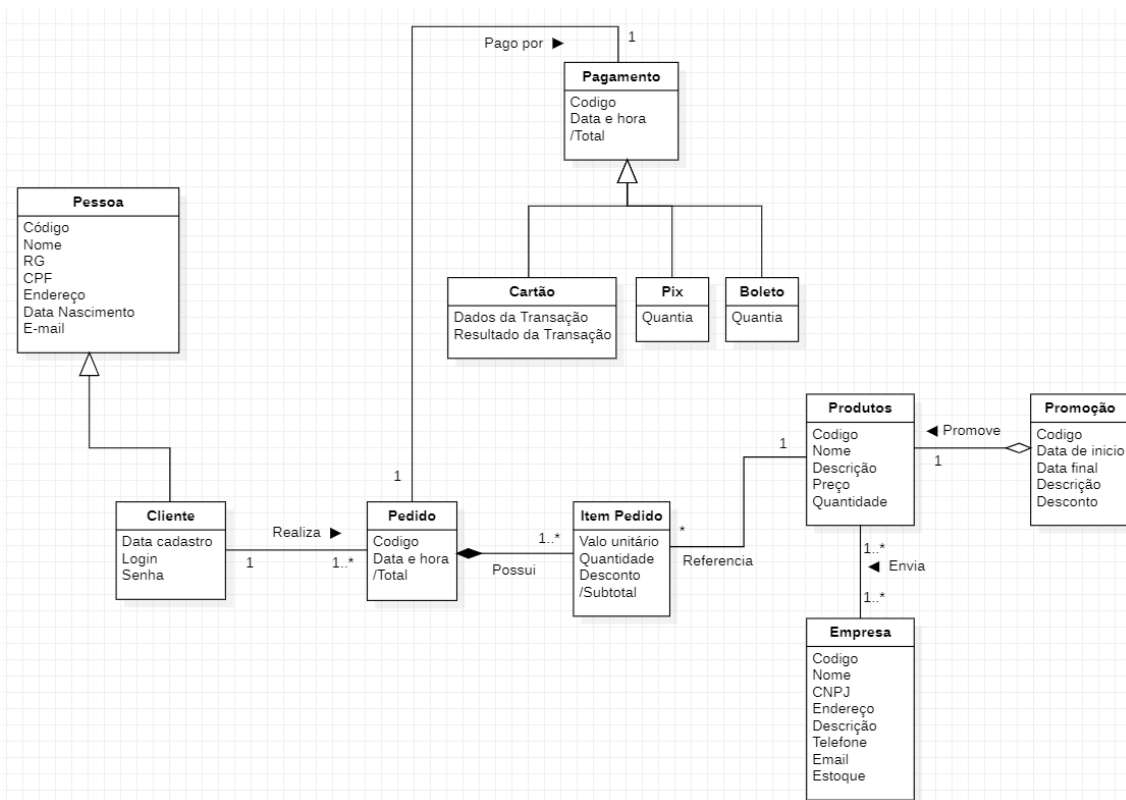 Pago por ▶
1
Pagamento
Codigo
Data e hora
/Total
Pessoa
Código
Nome
RG
CPF
Endereço
Data Nascimento
E-mail
Cartão
Dados da Transação
Resultado da Transação
Pix
Quantia
Boleto
Quantia
Produtos
Codigo
Nome
Descrição
Preço
Quantidade
◀ Promove
1
Promoção
Codigo
Data de inicio
Data final
Descrição
Desconto
Cliente
Data cadastro
Login
Senha
Realiza ▶
1
1..*
1
Pedido
Codigo
Data e hora
/Total
Possui
1..*
Item Pedido
Valo unitário
Quantidade
Desconto
/Subtotal
*
Referencia
1
1..*
◀ Envia
1..*
Empresa
Codigo
Nome
CNPJ
Endereço
Descrição
Telefone
Email
Estoque